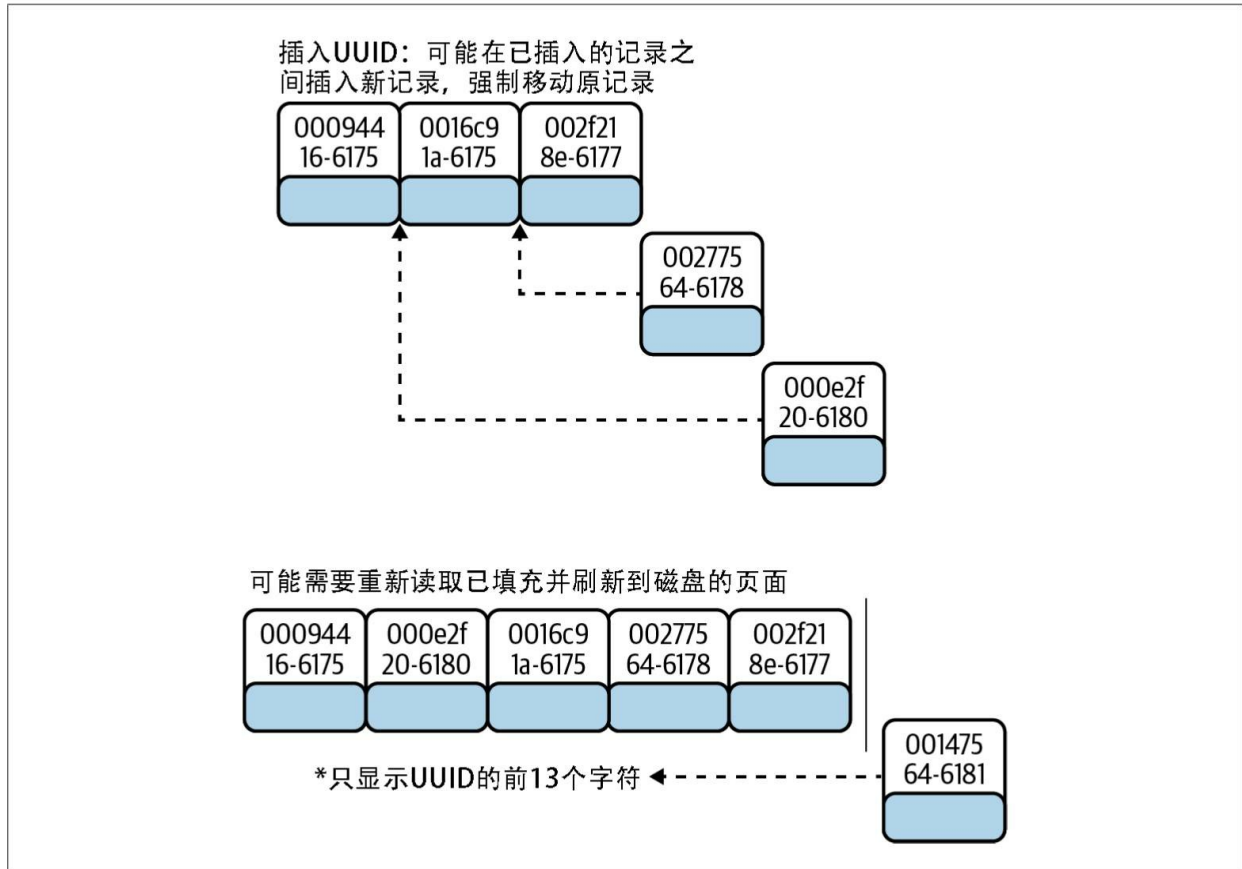 插入UUID：可能在已插入的记录之
间插入新记录，强制移动原记录
000944 0016c9 002f21
16-6175 1a-6175 8e-6177
002775
64-6178
000e2f
20-6180
可能需要重新读取已填充并刷新到磁盘的页面
000944 000e2f 0016c9 002775 002f21
16-6175 20-6180 1a-6175 64-6178 8e-6177
001475
64-6181
*只显示UUID的前13个字符